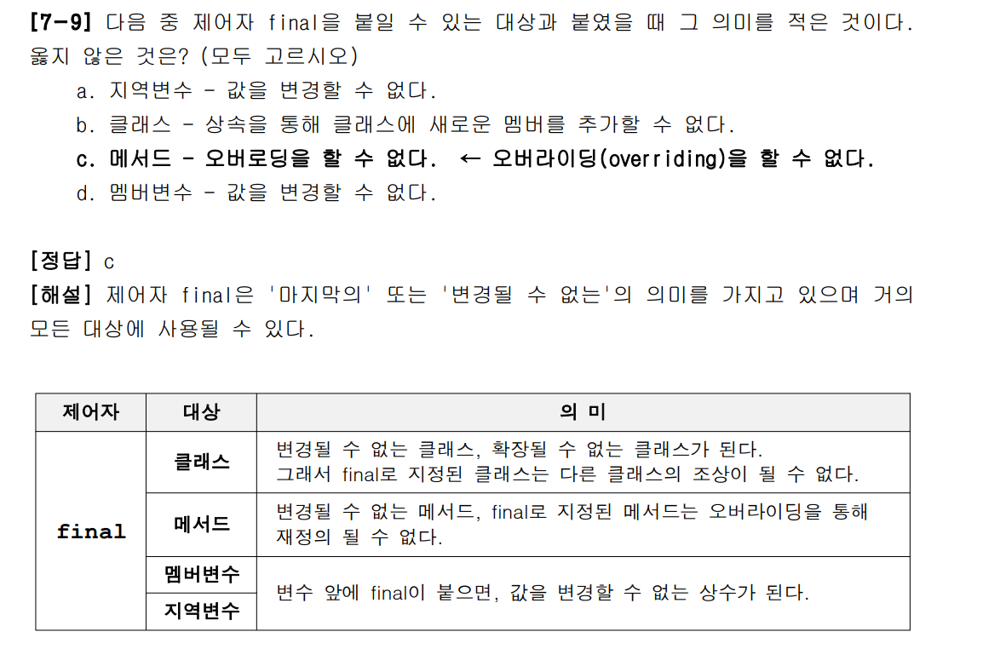 [7-9] 다음 중 제어자 final을 붙일 수 있는 대상과 붙였을 때 그 의미를 적은 것이다.
옳지 않은 것은? (모두 고르시오)
a. 지역변수 - 값을 변경할 수 없다.
b. 클래스 - 상속을 통해 클래스에 새로운 멤버를 추가할 수 없다.
c. 메서드 - 오버로딩을 할 수 없다. ← 오버라이딩(overriding)을 할 수 없다.
d. 멤버변수 - 값을 변경할 수 없다.
[정답] c
[해설] 제어자 final은 '마지막의' 또는 '변경될 수 없는'의 의미를 가지고 있으며 거의
모든 대상에 사용될 수 있다.
제어자 대상 의 미
final
클래스
변경될 수 없는 클래스, 확장될 수 없는 클래스가 된다.
그래서 final로 지정된 클래스는 다른 클래스의 조상이 될 수 없다.
메서드
변경될 수 없는 메서드, final로 지정된 메서드는 오버라이딩을 통해
재정의 될 수 없다.
멤버변수
지역변수
변수 앞에 final이 붙으면, 값을 변경할 수 없는 상수가 된다.